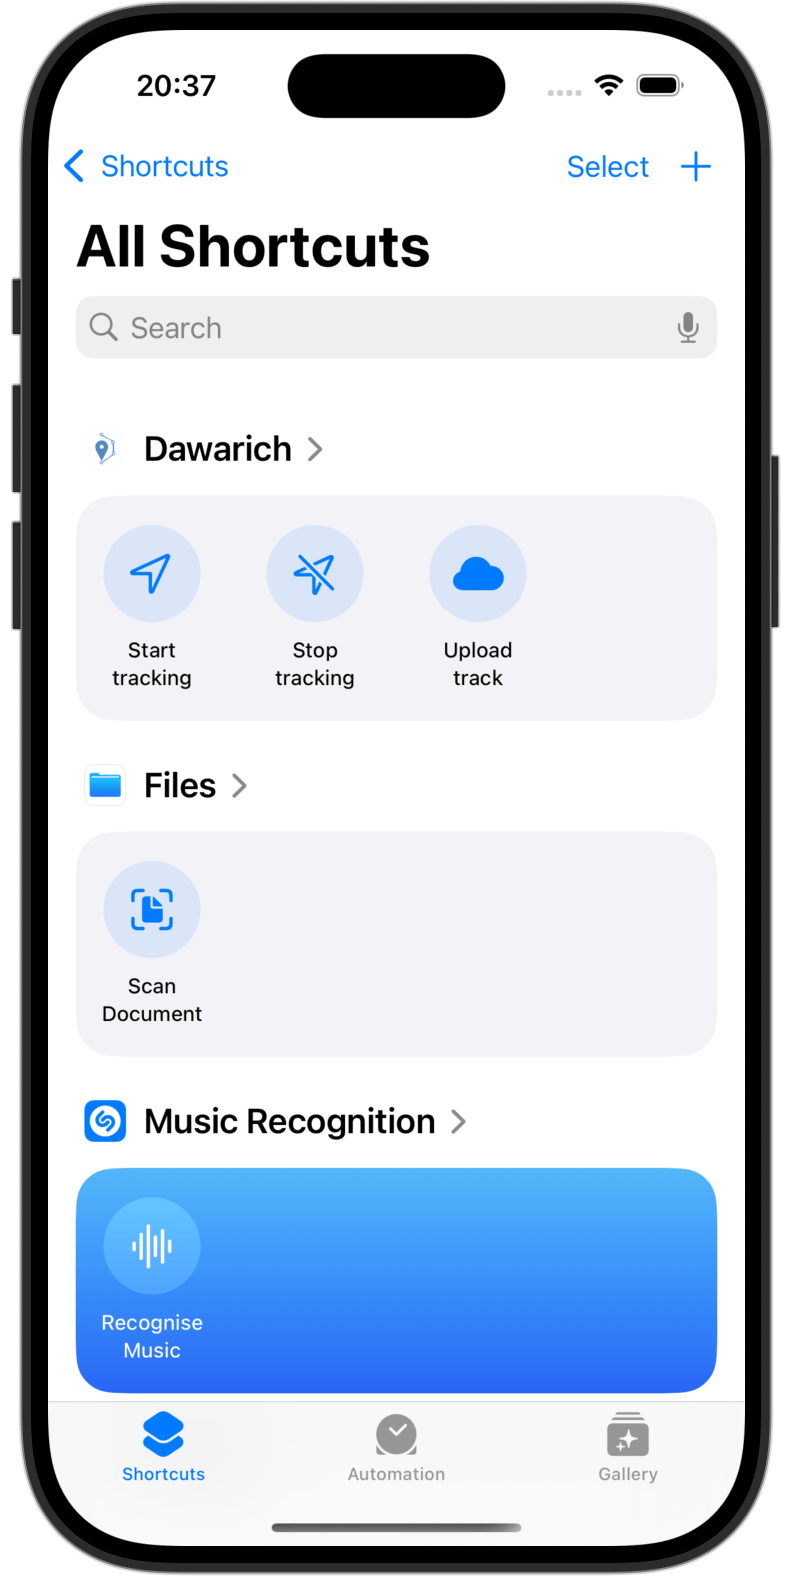 20:37
Shortcuts
Select
All Shortcuts
Search
Dawarich
Start
tracking
Stop
tracking
Upload
track
Files
Scan
Document
Music Recognition
Recognise
Music
Shortcuts
Automation
Gallery